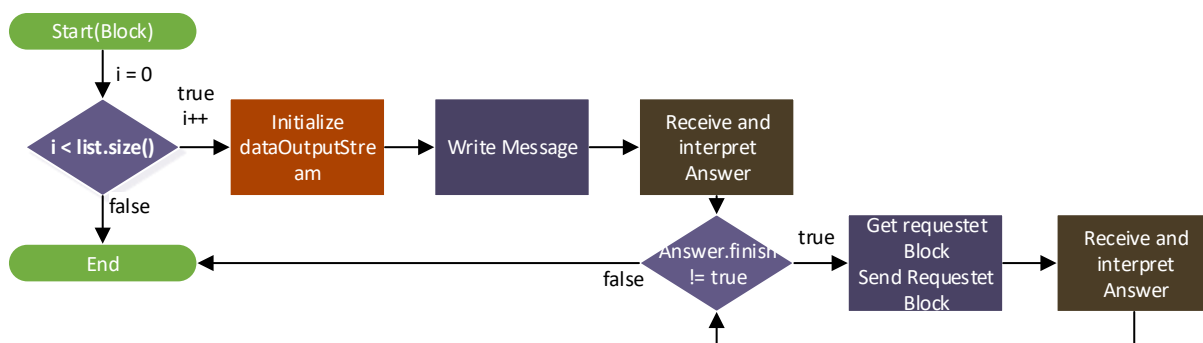 Start(Block)
i = 0
true
i++
i < list.size()
Initialize
dataOutputStre
am
Write Message
Receive and
interpret
Answer
false
End
Answer.finish
!= true
true
false
Get requestet
Block
Send Requestet
Block
Receive and
interpret
Answer